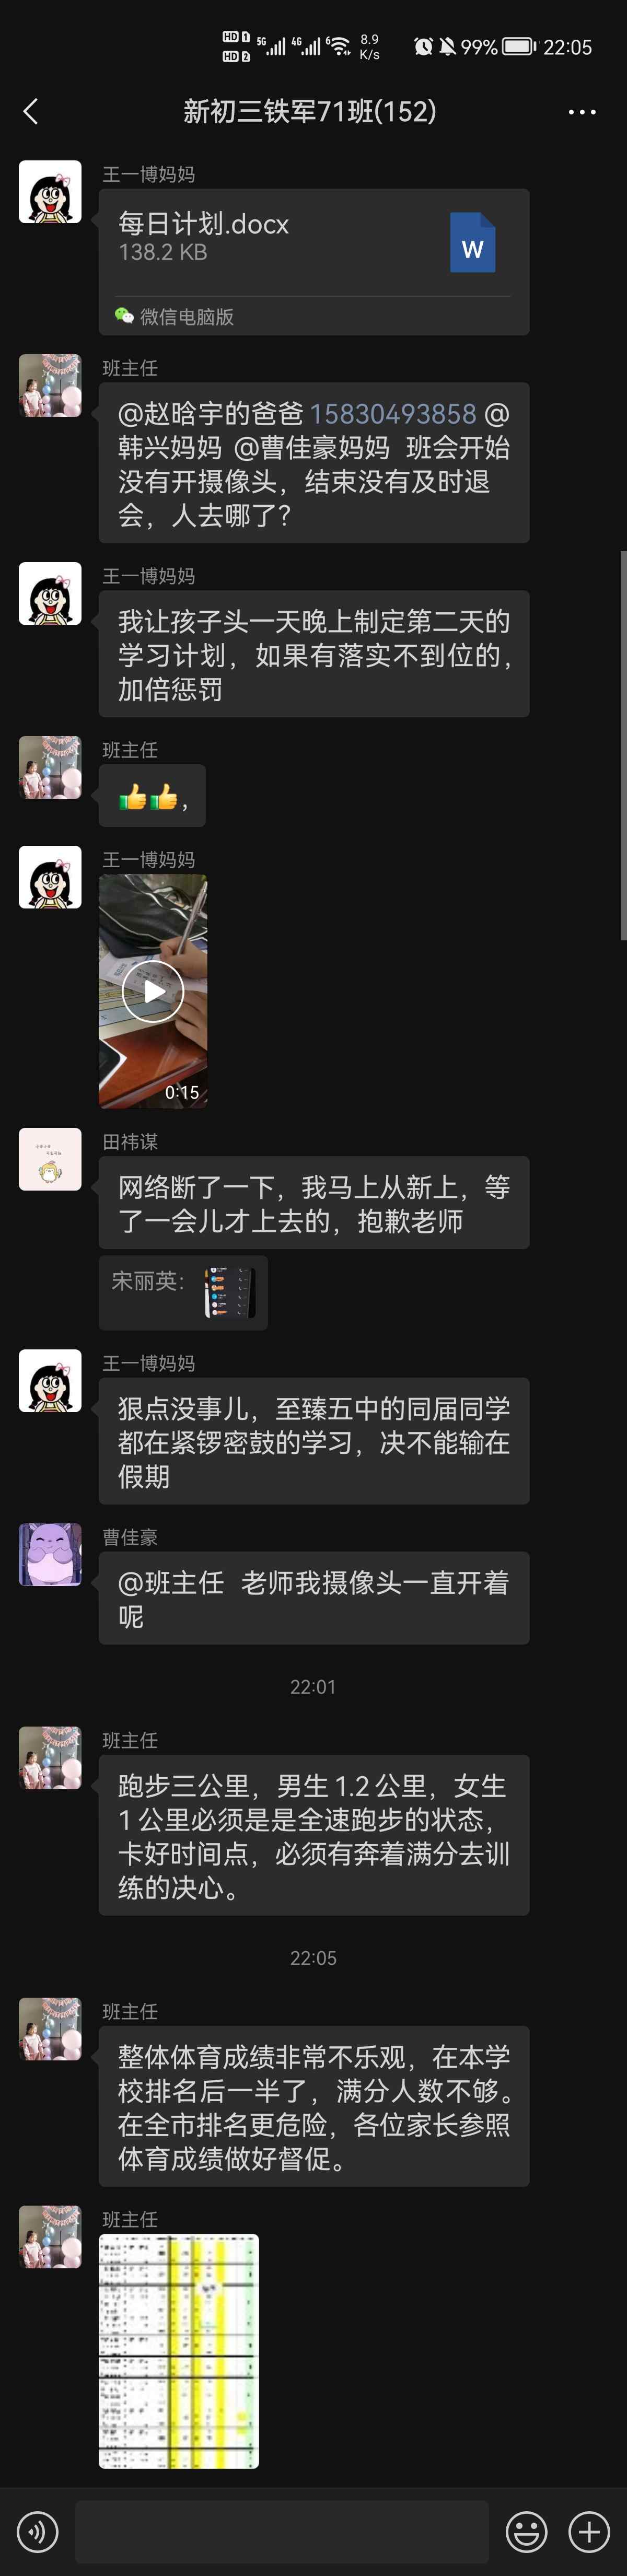 HD 1 5G 4G 6 8.9 99% 22:05
HD 2 K/s
新初三铁军71班(152)
王一博妈妈
每日计划.docx
138.2 KB
W
微信电脑版
班主任
@赵晗宇的爸爸 15830493858 @
韩兴妈妈 @曹佳豪妈妈 班会开始
没有开摄像头，结束没有及时退
会，人去哪了？
王一博妈妈
我让孩子头一天晚上制定第二天的
学习计划，如果有落实不到位的，
加倍惩罚
班主任
👍👍，
王一博妈妈
0:15
田祎谋
网络断了一下，我马上从新上，等
了一会儿才上去的，抱歉老师
宋丽英：
王一博妈妈
狠点没事儿，至臻五中的同届同学
都在紧锣密鼓的学习，决不能输在
假期
曹佳豪
@班主任 老师我摄像头一直开着
呢
22:01
班主任
跑步三公里，男生 1.2 公里，女生
1 公里必须是是全速跑步的状态，
卡好时间点，必须有奔着满分去训
练的决心。
22:05
班主任
整体体育成绩非常不乐观，在本学
校排名后一半了，满分人数不够。
在全市排名更危险，各位家长参照
体育成绩做好督促。
班主任